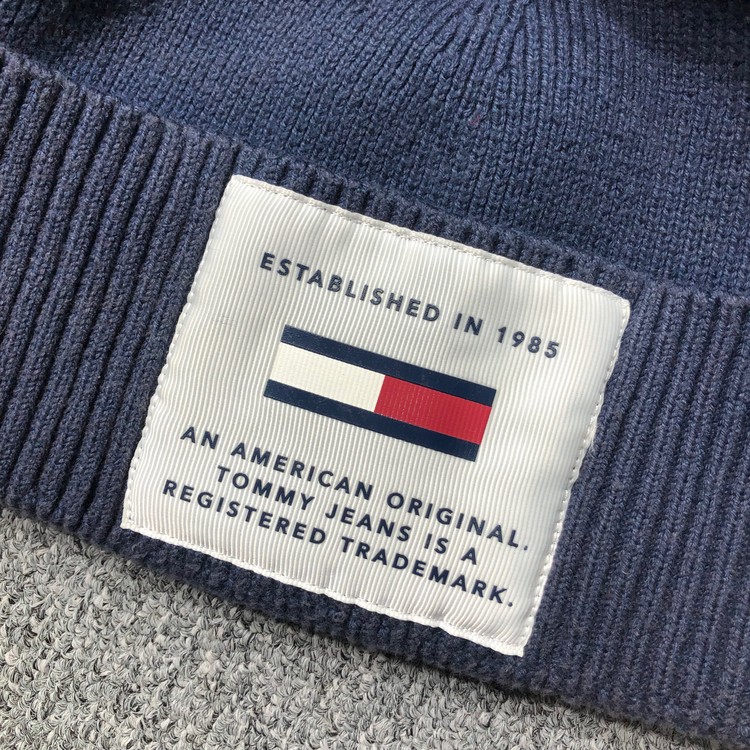 ESTABLISHED IN 1985
AN AMERICAN ORIGINAL.
TOMMY JEANS IS A
REGISTERED TRADEMARK.